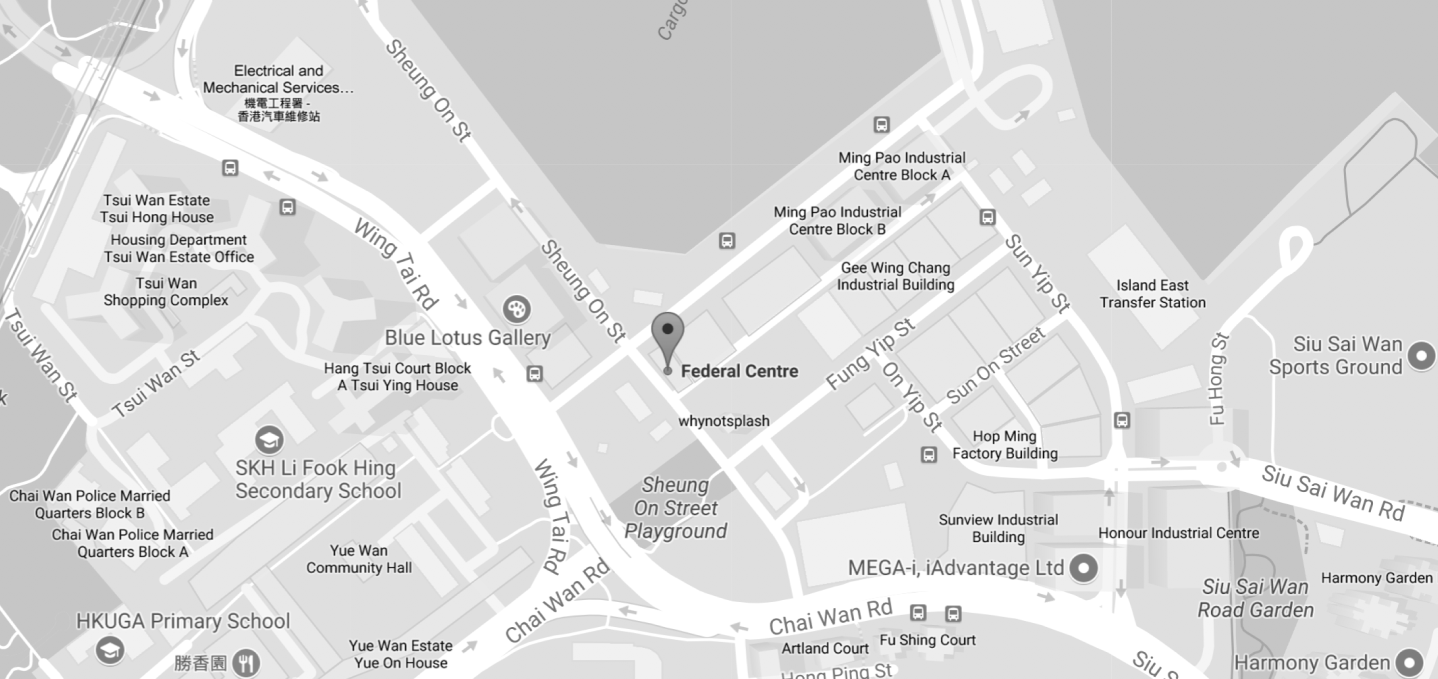 Cargo
Sheung On St
Electrical and
Mechanical Services...
機電工程署 -
香港汽車維修站
Ming Pao Industrial
Centre Block A
Tsui Wan Estate
Tsui Hong House
Ming Pao Industrial
Centre Block B
Housing Department
Tsui Wan Estate Office
Wing Tai Rd
Sheung On St
Sun Yip St
Gee Wing Chang
Industrial Building
Tsui Wan
Shopping Complex
Island East
Transfer Station
Tsui Wan St
Blue Lotus Gallery
Fung Yip St
Siu Sai Wan
Sports Ground
Tsui Wan St
Hang Tsui Court Block
A Tsui Ying House
Federal Centre
On Yip St
Sun On Street
Fu Hong St
whynotsplash
Hop Ming
Factory Building
SKH Li Fook Hing
Secondary School
Sheung
On Street
Playground
Siu Sai Wan Rd
Chai Wan Police Married
Quarters Block B
Wing Tai Rd
Chai Wan Police Married
Quarters Block A
Sunview Industrial
Building
Honour Industrial Centre
Yue Wan
Community Hall
MEGA-i, iAdvantage Ltd
Siu Sai Wan
Road Garden
Harmony Garden
Chai Wan Rd
HKUGA Primary School
Chai Wan Rd
Yue Wan Estate
Yue On House
Fu Shing Court
Artland Court
勝香園
Harmony Garden
Hong Ping St
Siu S